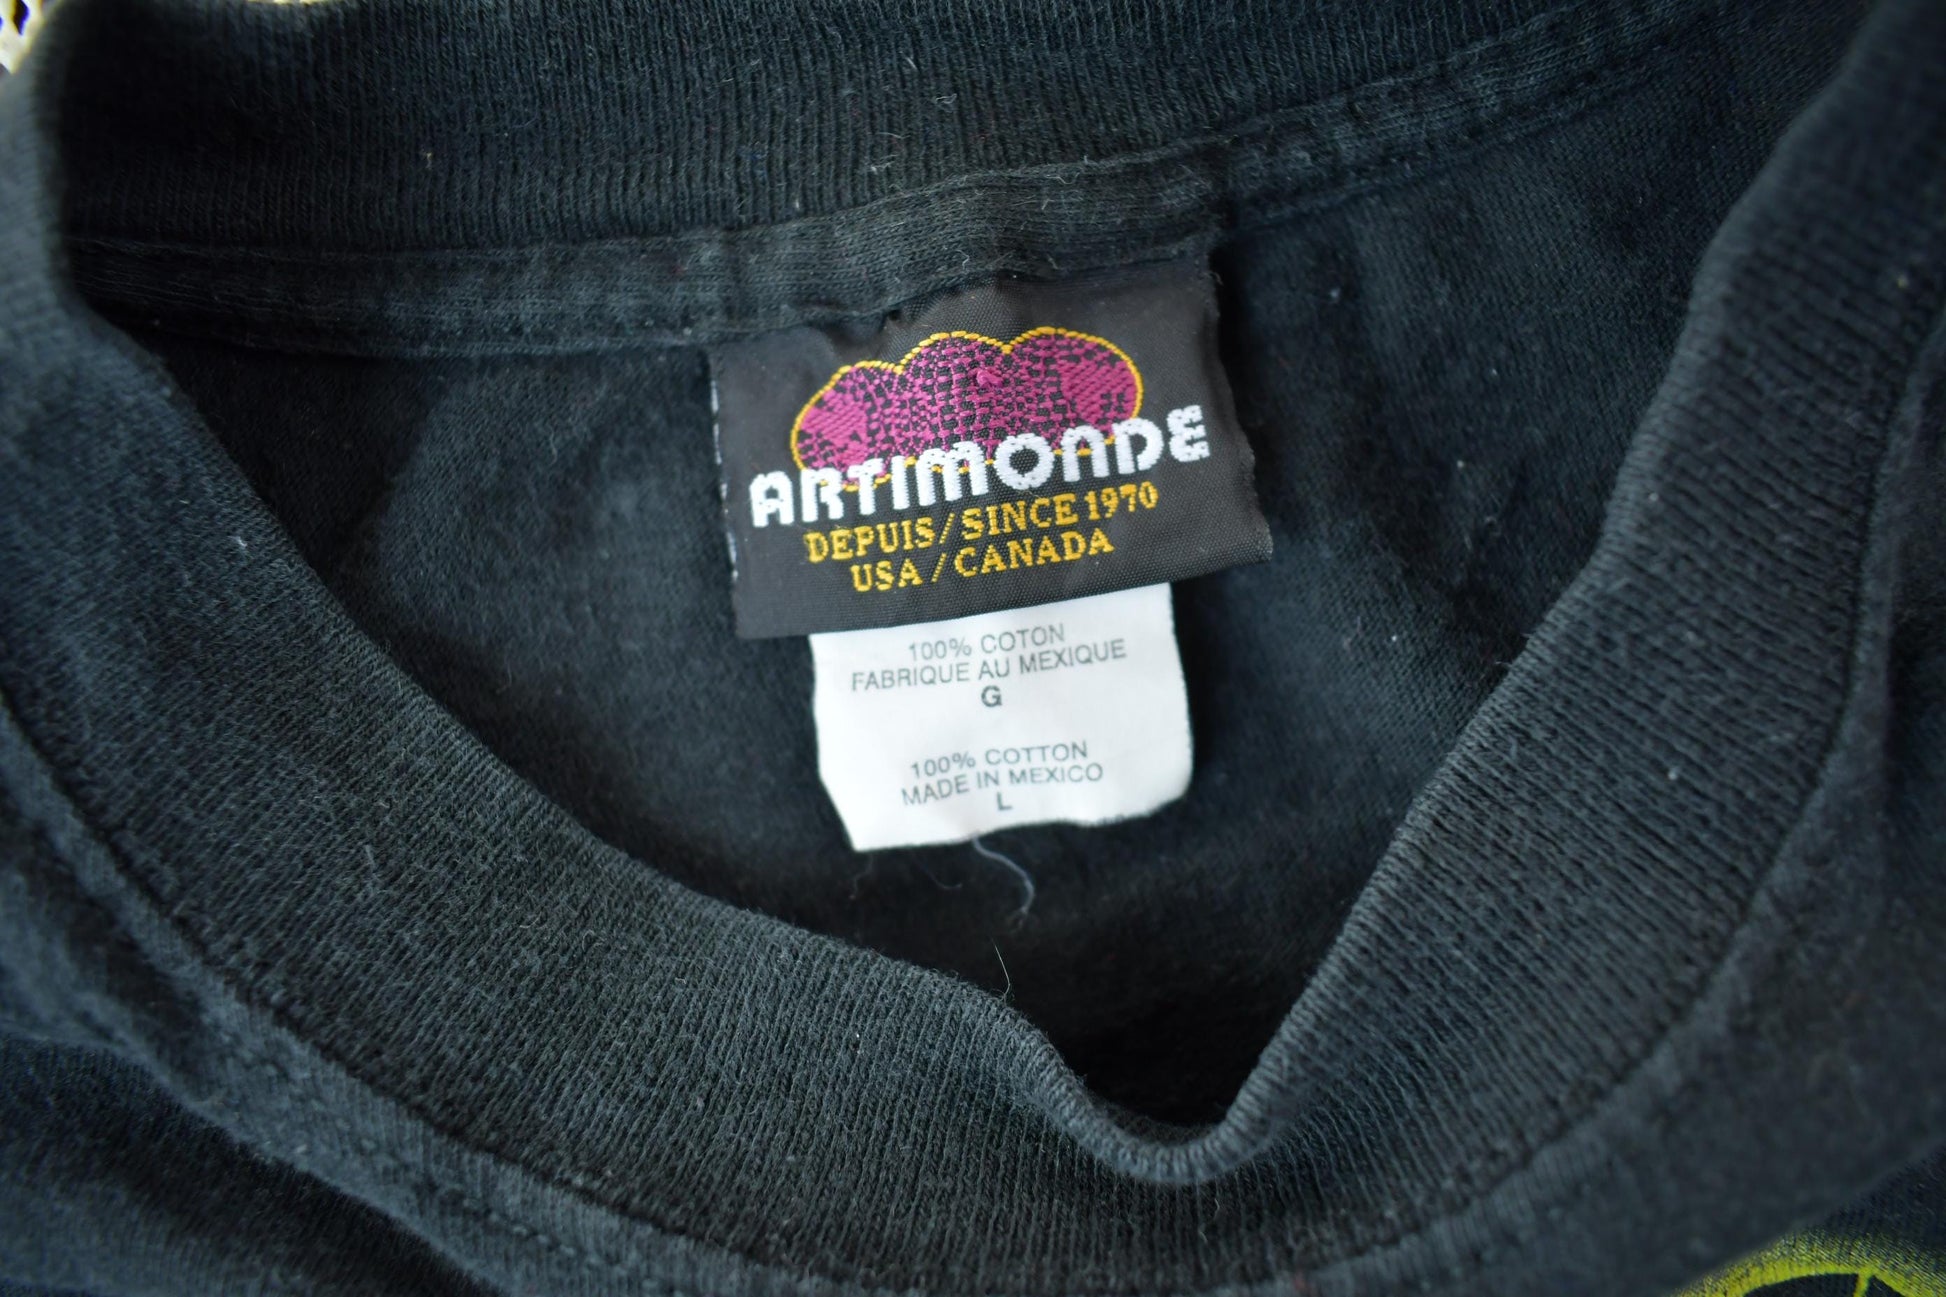 ARTIMONDE
DEPUIS/SINCE 1970
USA/CANADA
100% COTON
FABRIQUE AU MEXIQUE
G
100% COTTON
MADE IN MEXICO
L